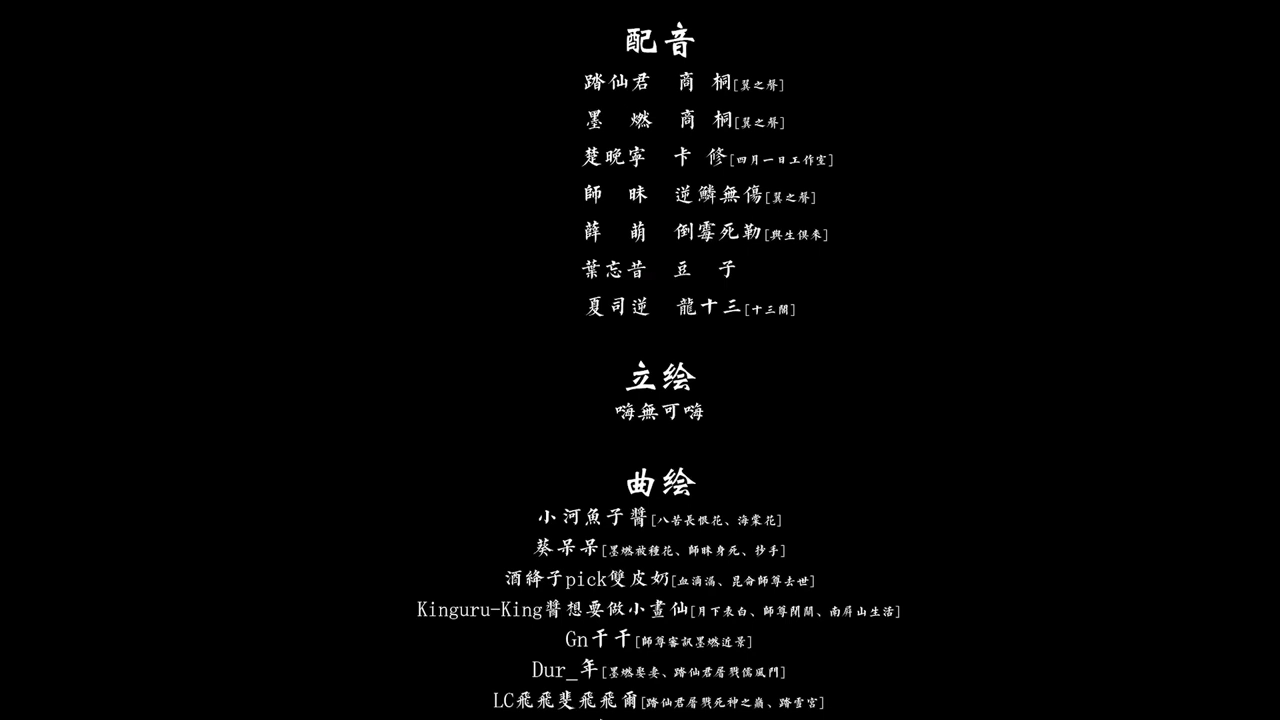 配音
踏仙君 商 桐[翼之聲]
墨 燃 商 桐[翼之聲]
楚晚寧 卡 修[四月一日工作室]
師 昧 逆鱗無傷[翼之聲]
薛 萌 倒霉死勒[與生俱來]
葉忘昔 豆 子
夏司逆 龍十三[十三閣]
立绘
嗨無可嗨
曲绘
小河魚子醬[八苦長恨花、海棠花]
葵呆呆[墨燃被種花、師昧身死、抄手]
酒絳子pick雙皮奶[血滴漏、昆侖師尊去世]
Kinguru-King醬想要做小畫仙[月下表白、師尊閉關、南屏山生活]
Gn干干[師尊審訊墨燃近景]
Dur_年[墨燃娶妻、踏仙君屠戮儒風門]
LC飛飛斐飛飛爾[踏仙君屠戮死神之巔、踏雪宮]